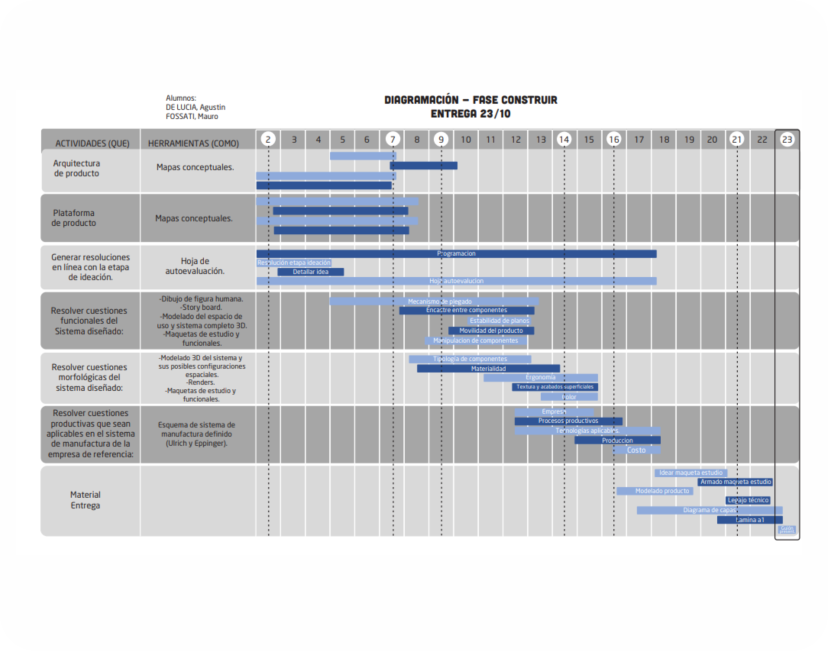 Alumnos:
DE LUCIA, Agustin
FOSSATI, Mauro
DIAGRAMACIÓN – FASE CONSTRUIR
ENTREGA 23/10
ACTIVIDADES (QUE)
HERRAMIENTAS (COMO)
2 3 4 5 6 7 8 9 10 11 12 13 14 15 16 17 18 19 20 21 22 23
Arquitectura
de producto
Mapas conceptuales.
Plataforma
de producto
Mapas conceptuales.
Generar resoluciones
en línea con la etapa
de ideación.
Hoja de
autoevaluación.
Programacion
Resolución etapa ideación
Detallar idea
Hoja autoevalucion
Resolver cuestiones
funcionales del
Sistema diseñado:
-Dibujo de figura humana.
-Story board.
-Modelado del espacio de
uso y sistema completo 3D.
-Maquetas de estudio y
funcionales.
Mecanismo de plegado
Encastre entre componentes
Estabilidad de planos
Movilidad del producto
Manipulacion de componentes
Resolver cuestiones
morfológicas del
sistema diseñado:
-Modelado 3D del sistema y
sus posibles configuraciones
espaciales.
-Renders.
-Maquetas de estudio y
funcionales.
Tipologia de componentes
Materialidad
Ergonomia
Textura y acabados superficiales
Resolver cuestiones
productivas que sean
aplicables en el sistema
de manufactura de la
empresa de referencia:
Esquema de sistema de
manufactura definido
(Ulrich y Eppinger).
Empresa
Procesos productivos
Tecnologias aplicables
Produccion
Costo
Material
Entrega
Idear maqueta estudio
Armado maqueta estudio
Modelado producto
Legajo técnico
Diagrama de capas
Lamina a1